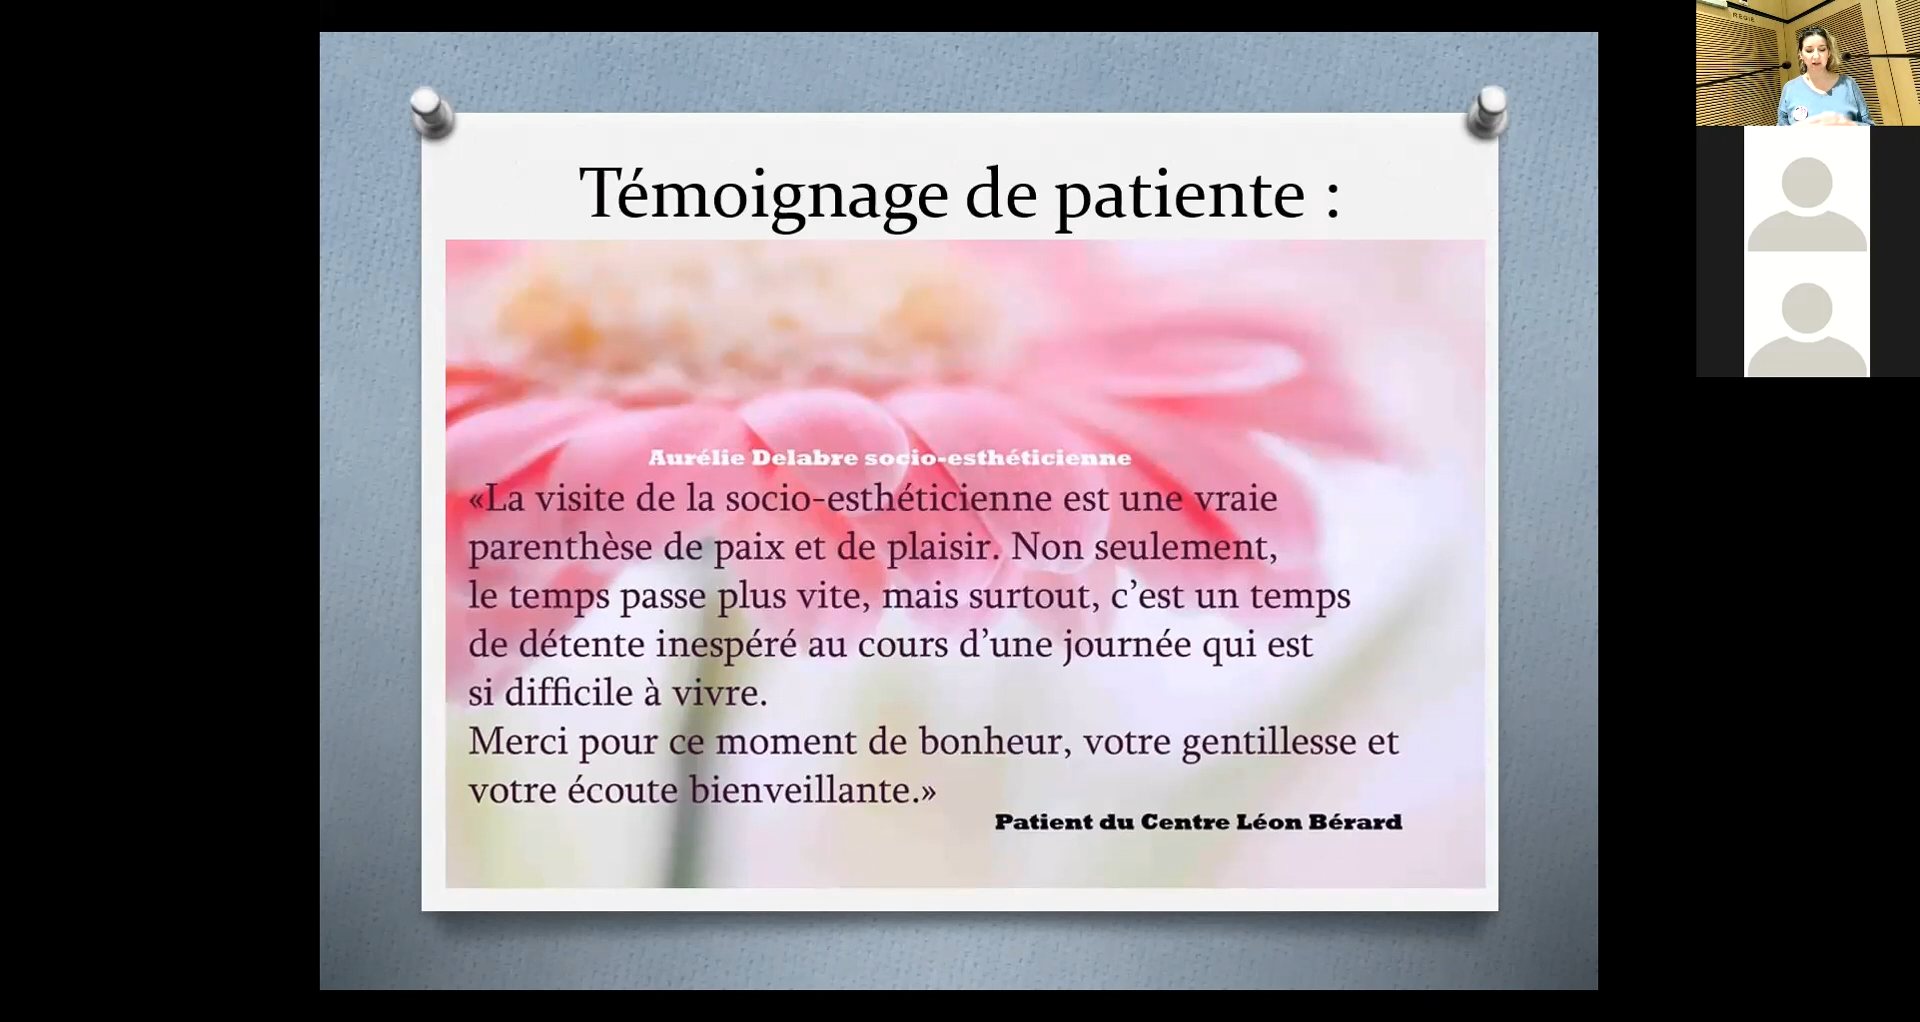 Témoignage de patiente :
Aurélie Delabre socio-esthéticienne
«La visite de la socio-esthéticienne est une vraie
parenthèse de paix et de plaisir. Non seulement,
le temps passe plus vite, mais surtout, c’est un temps
de détente inespéré au cours d’une journée qui est
si difficile à vivre.
Merci pour ce moment de bonheur, votre gentillesse et
votre écoute bienveillante.»
Patient du Centre Léon Bérard
REGIE